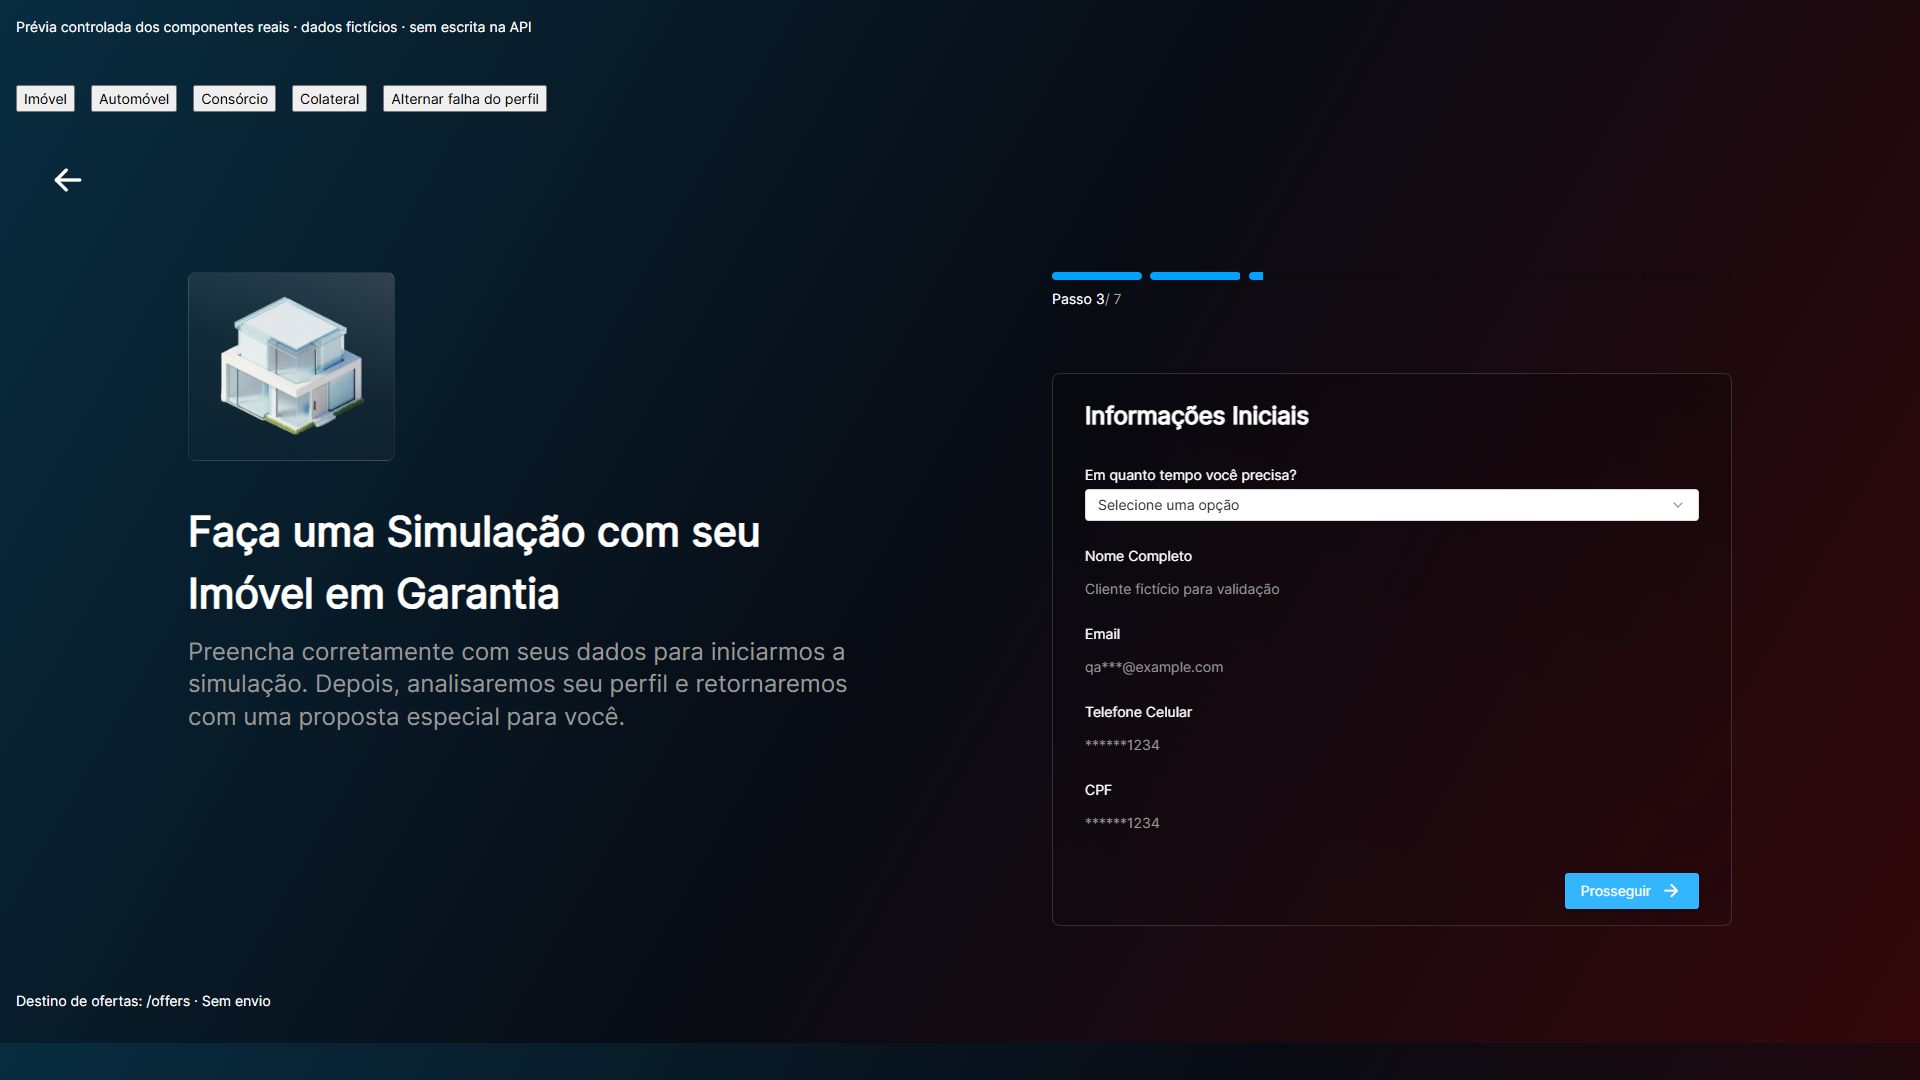 Prévia controlada dos componentes reais · dados fictícios · sem escrita na API
Imóvel Automóvel Consórcio Colateral Alternar falha do perfil
Faça uma Simulação com seu
Imóvel em Garantia
Preencha corretamente com seus dados para iniciarmos a
simulação. Depois, analisaremos seu perfil e retornaremos
com uma proposta especial para você.
Passo 3/ 7
Informações Iniciais
Em quanto tempo você precisa?
Selecione uma opção
Nome Completo
Cliente fictício para validação
Email
qa***@example.com
Telefone Celular
******1234
CPF
******1234
Prosseguir
Destino de ofertas: /offers · Sem envio